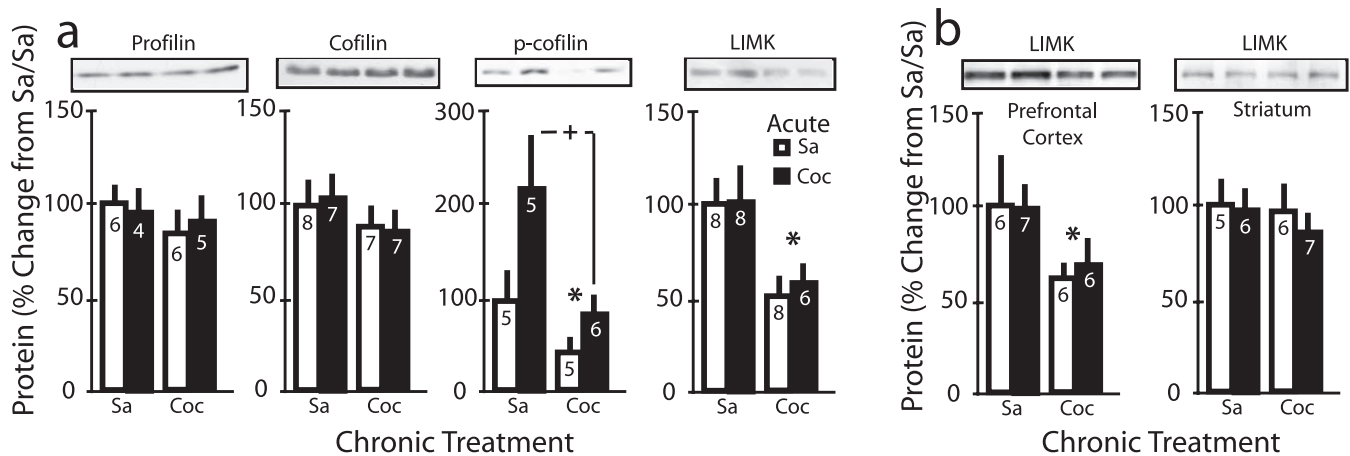 a
Profilin
Cofilin
p-cofilin
LIMK
Protein (% Change from Sa/Sa)
150
100
50
0
6
4
6
5
Sa Coc
150
100
50
0
8
7
7
7
Sa Coc
300
200
100
0
+
*
5
5
5
6
Sa Coc
150
100
50
0
Acute
Sa
Coc
*
8
8
8
6
Sa Coc
Chronic Treatment
b
LIMK
LIMK
Protein (% Change from Sa/Sa)
Prefrontal
Cortex
150
100
50
0
*
6
7
6
6
Sa Coc
Striatum
150
100
50
0
5
6
6
7
Sa Coc
Chronic Treatment